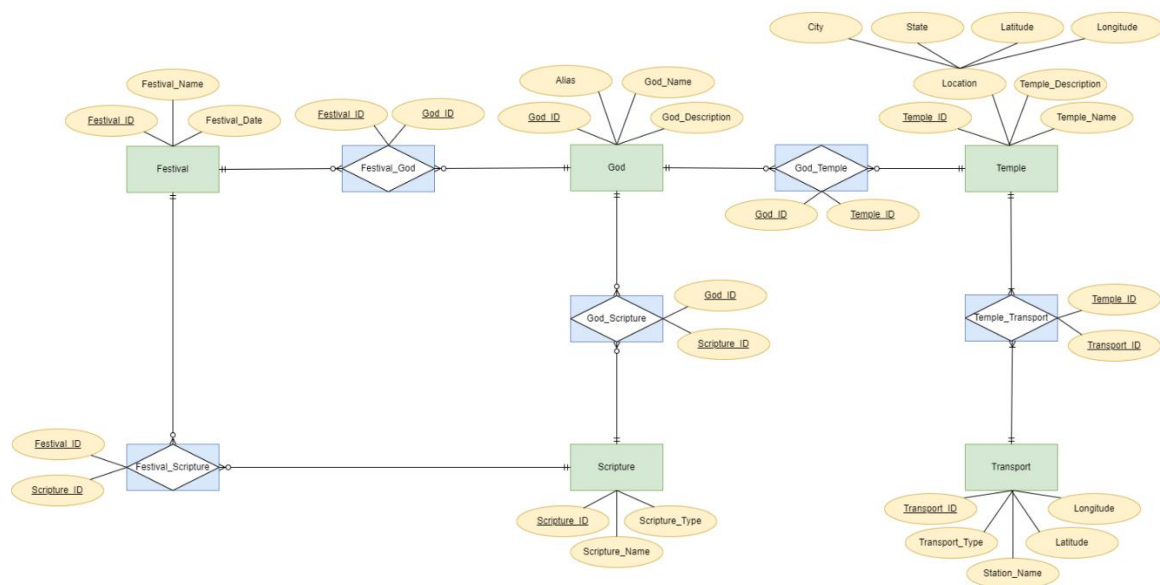 City
State
Latitude
Longitude
Festival_Name
Alias
God_Name
Location
Temple_Description
Festival_ID
Festival_Date
Festival_ID
God_ID
God_ID
God_Description
Temple_ID
Temple_Name
Festival
Festival_God
God
God_Temple
Temple
God_ID
Temple_ID
God_Scripture
God_ID
Scripture_ID
Temple_Transport
Temple_ID
Transport_ID
Festival_ID
Scripture_ID
Festival_Scripture
Scripture
Transport
Scripture_ID
Scripture_Type
Scripture_Name
Transport_ID
Longitude
Transport_Type
Latitude
Station_Name